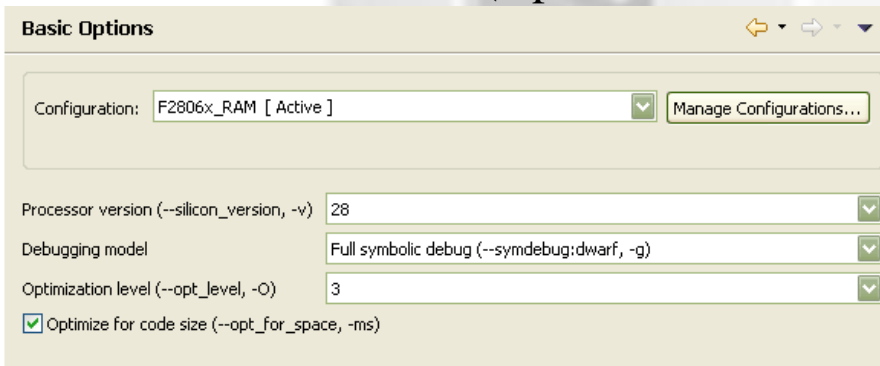 Basic Options
Configuration: F2806x_RAM [ Active ] Manage Configurations...
Processor version (--silicon_version, -v) 28
Debugging model Full symbolic debug (--symdebug:dwarf, -g)
Optimization level (--opt_level, -O) 3
Optimize for code size (--opt_for_space, -ms)